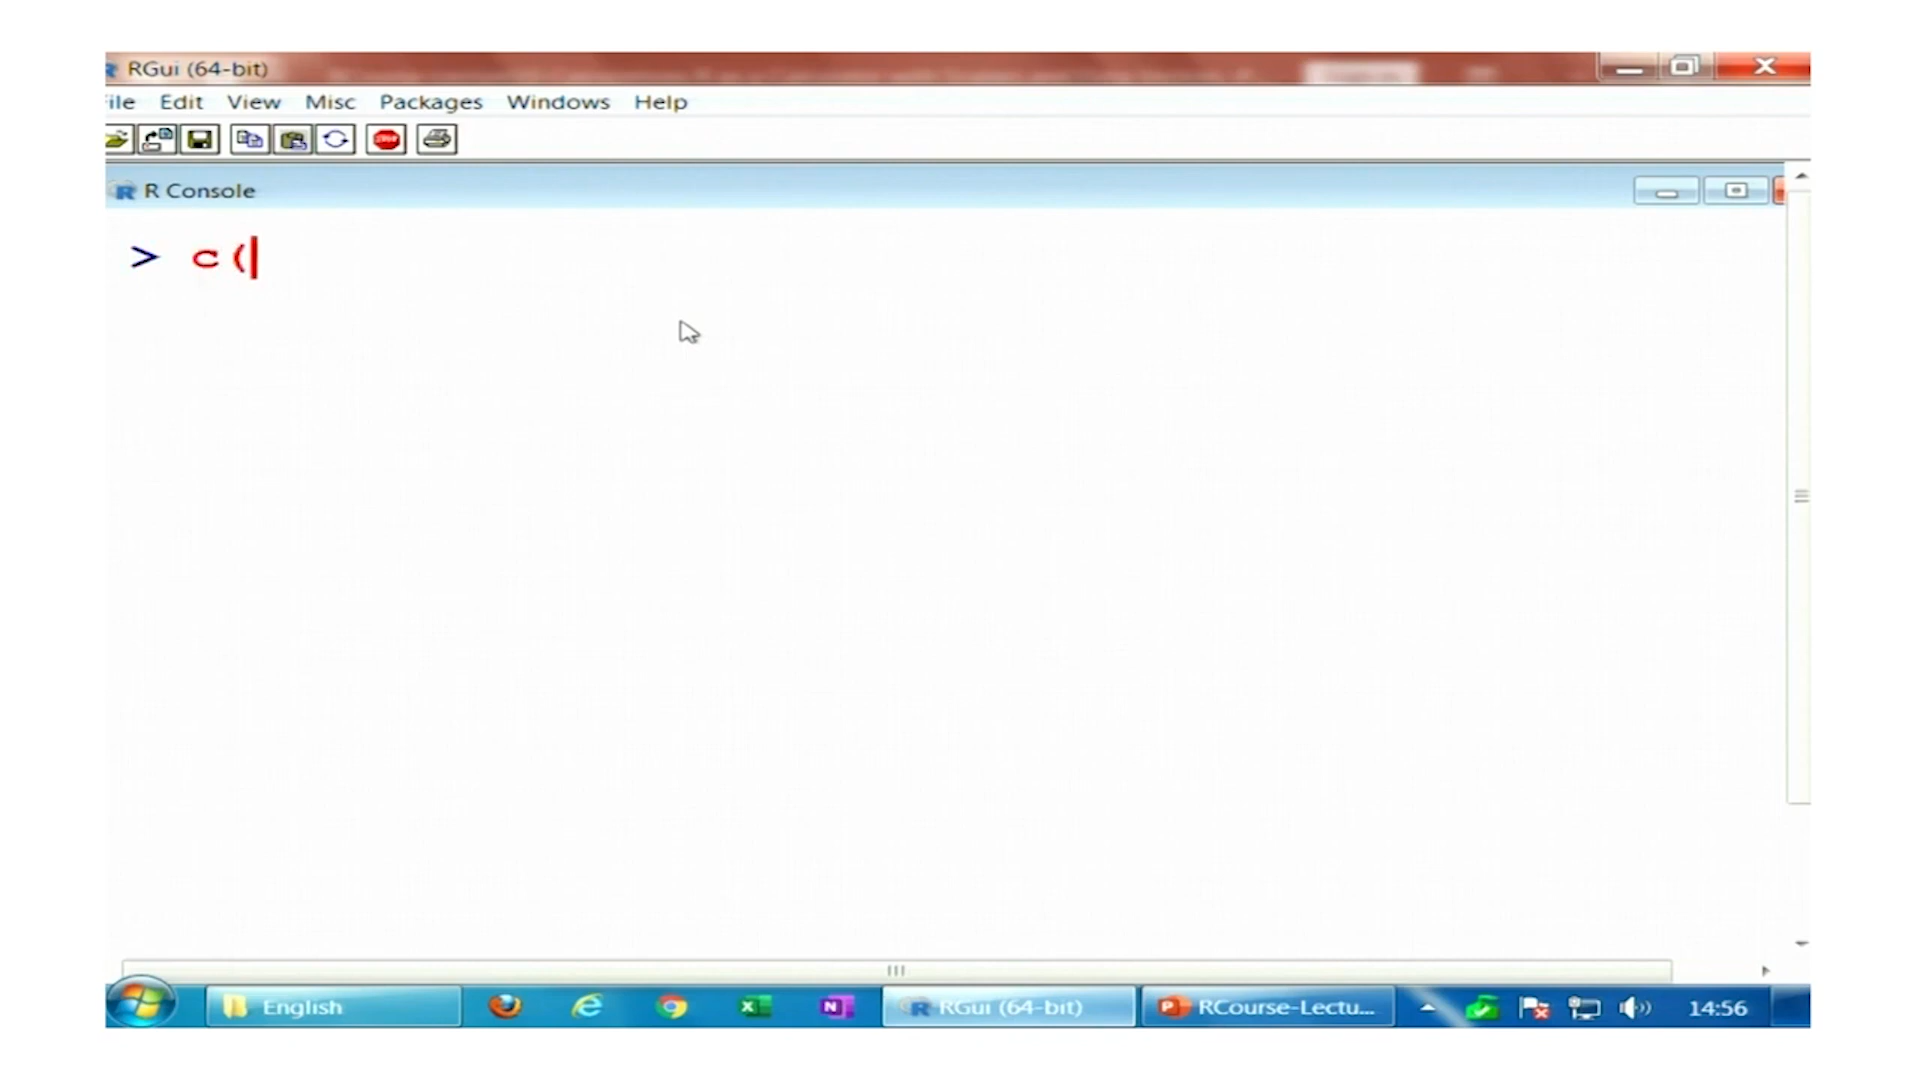 RGui (64-bit)
ile Edit View Misc Packages Windows Help
STOP
R Console
> c(
English
RGui (64-bit)
RCourse-Lectu...
14:56